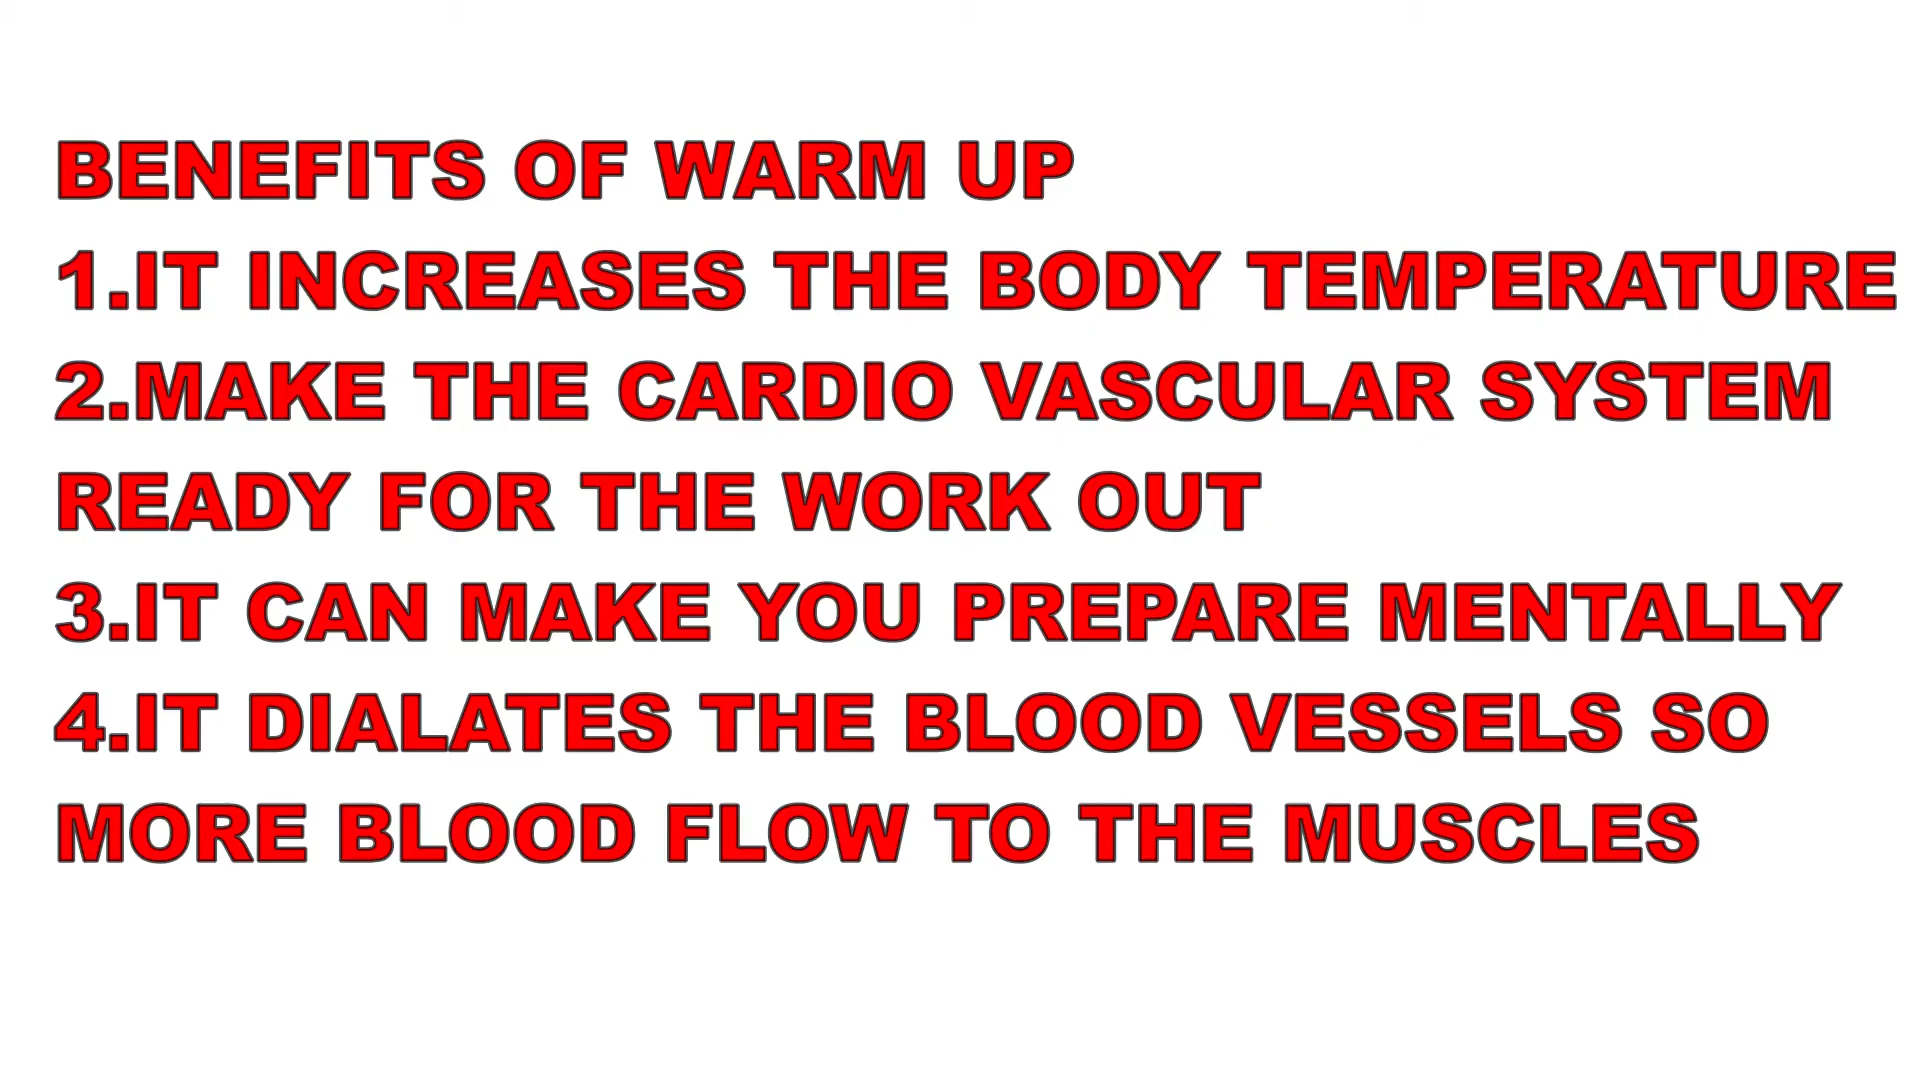 BENEFITS OF WARM UP
1.IT INCREASES THE BODY TEMPERATURE
2.MAKE THE CARDIO VASCULAR SYSTEM
READY FOR THE WORK OUT
3.IT CAN MAKE YOU PREPARE MENTALLY
4.IT DIALATES THE BLOOD VESSELS SO
MORE BLOOD FLOW TO THE MUSCLES